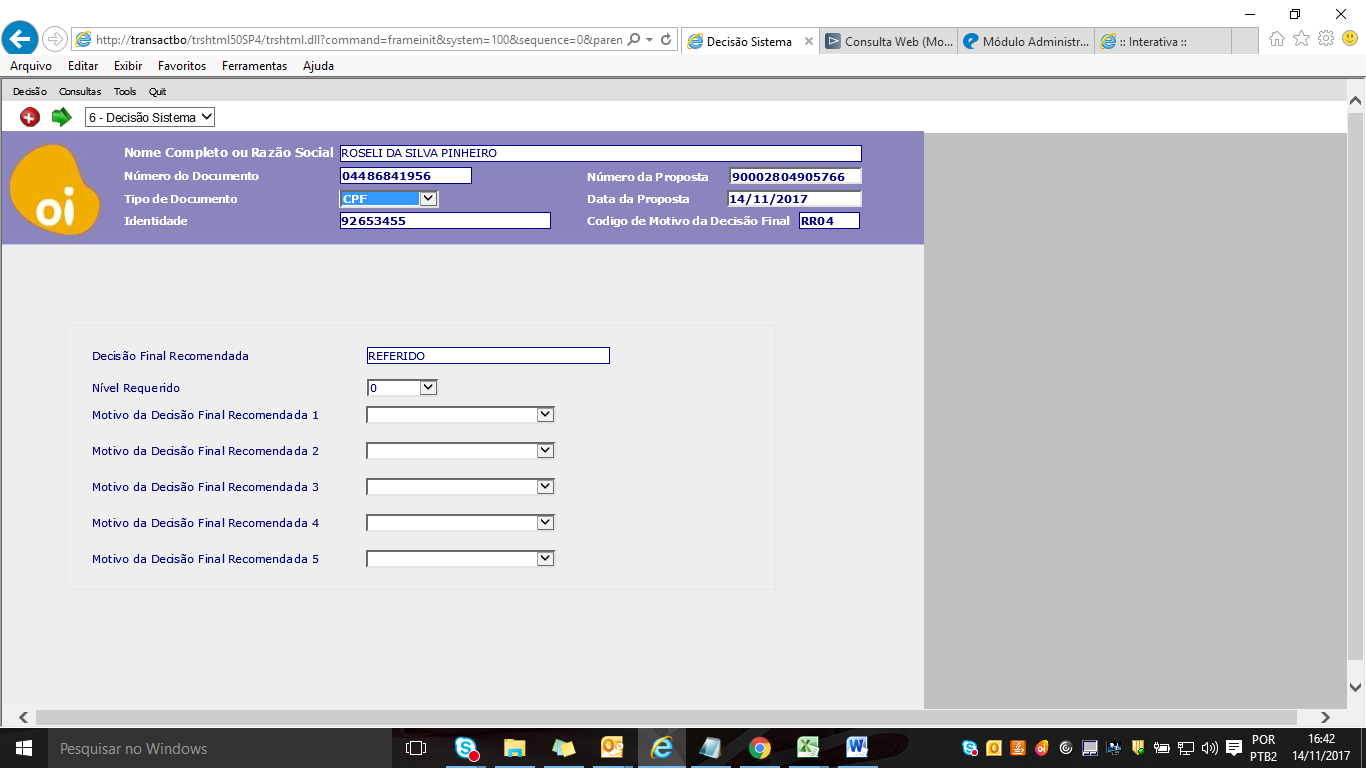 http://transactbo/trshtml50SP4/trshtml.dll?command=frameinit&system=100&sequence=0&paren
Decisão Sistema
Consulta Web (Mo...
Módulo Administr...
:: Interativa ::
Arquivo Editar Exibir Favoritos Ferramentas Ajuda
Decisão Consultas Tools Quit
6 - Decisão Sistema
oi
Nome Completo ou Razão Social ROSELI DA SILVA PINHEIRO
Número do Documento 04486841956 Número da Proposta 90002804905766
Tipo de Documento CPF Data da Proposta 14/11/2017
Identidade 92653455 Codigo de Motivo da Decisão Final RR04
Decisão Final Recomendada REFERIDO
Nível Requerido 0
Motivo da Decisão Final Recomendada 1
Motivo da Decisão Final Recomendada 2
Motivo da Decisão Final Recomendada 3
Motivo da Decisão Final Recomendada 4
Motivo da Decisão Final Recomendada 5
Pesquisar no Windows
POR
PTB2
16:42
14/11/2017